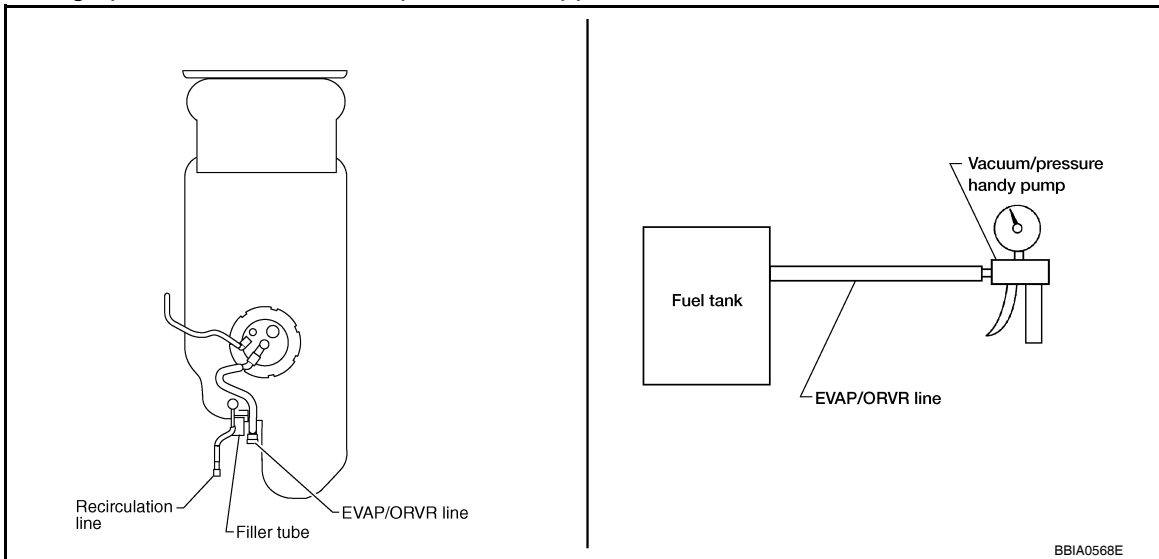 Recirculation
line
Filler tube
EVAP/ORVR line
Vacuum/pressure
handy pump
Fuel tank
EVAP/ORVR line
BBIA0568E